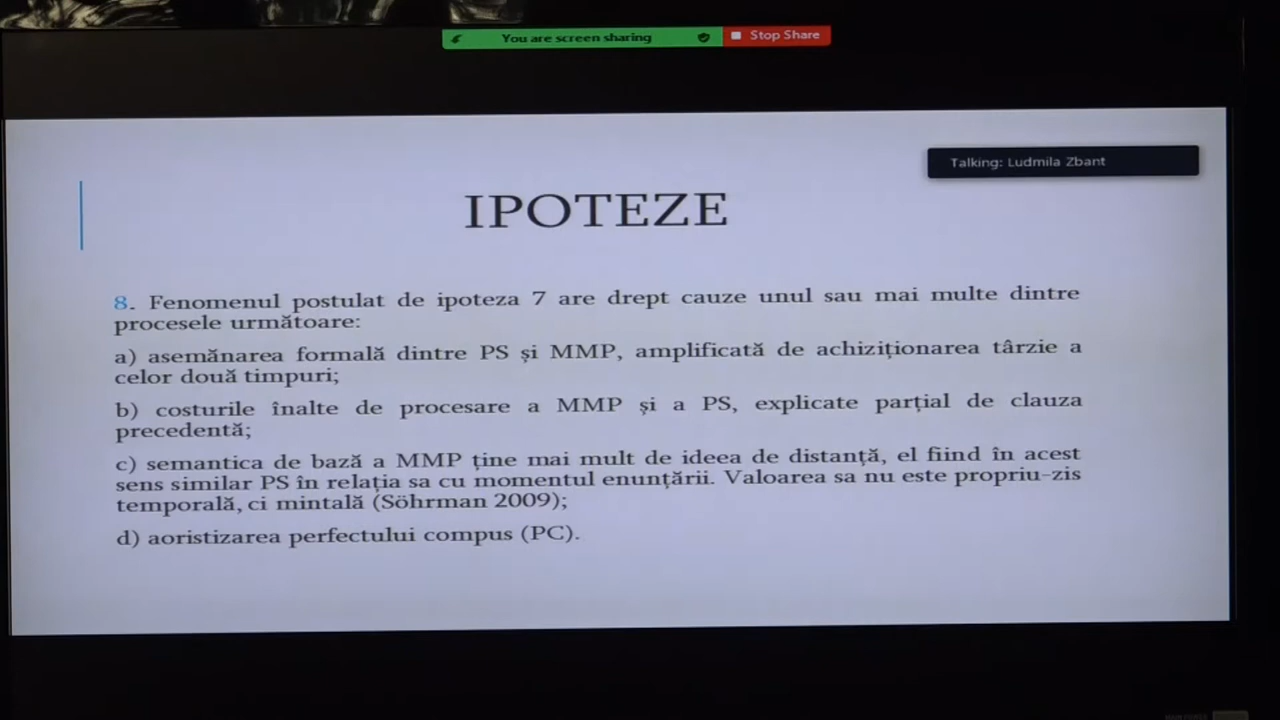 You are screen sharing
Stop Share
Talking: Ludmila Zbant
IPOTEZE
8. Fenomenul postulat de ipoteza 7 are drept cauze unul sau mai multe dintre
procesele următoare:
a) asemănarea formală dintre PS și MMP, amplificată de achiziționarea târzie a
celor două timpuri;
b) costurile înalte de procesare a MMP și a PS, explicate parțial de clauza
precedentă;
c) semantica de bază a MMP ține mai mult de ideea de distanță, el fiind în acest
sens similar PS în relația sa cu momentul enunțării. Valoarea sa nu este propriu-zis
temporală, ci mintală (Söhrman 2009);
d) aoristizarea perfectului compus (PC).